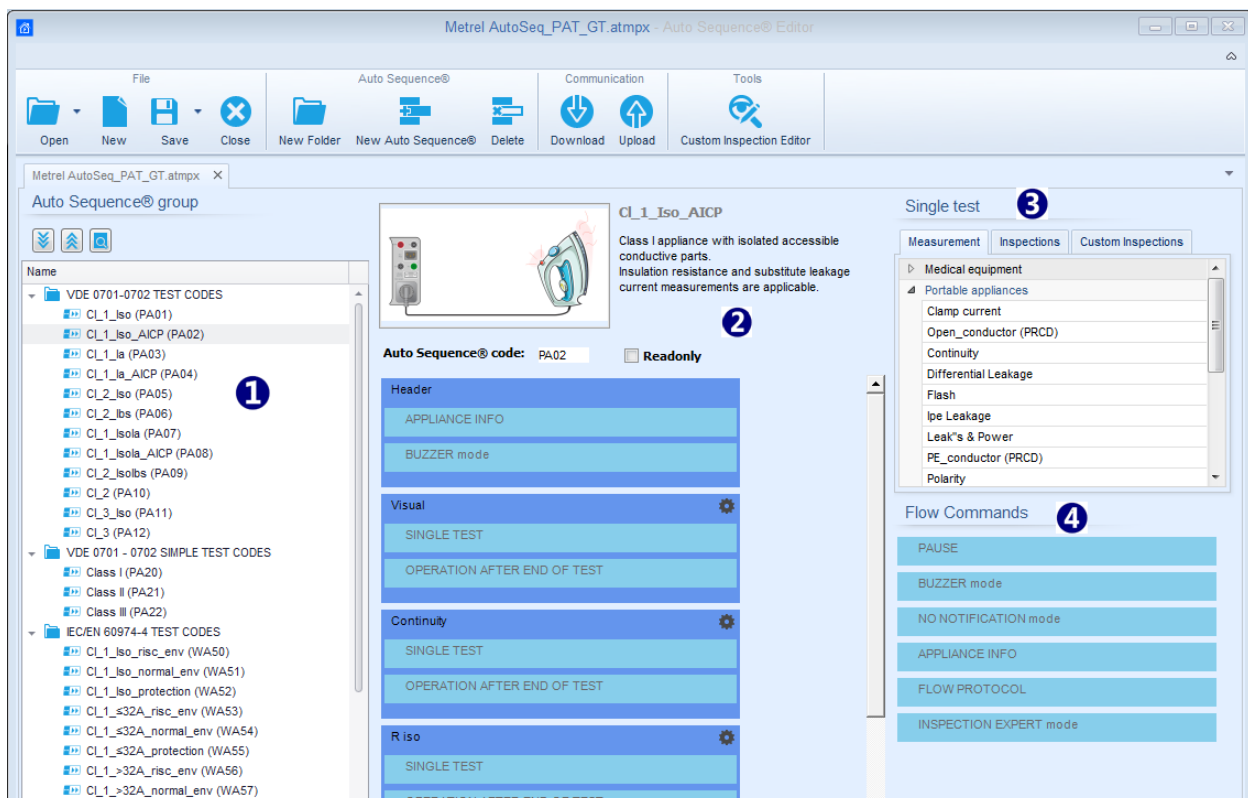 Metrel AutoSeq_PAT_GT.atmpx - Auto Sequence® Editor
File
Auto Sequence®
Communication
Tools
Open
New
Save
Close
New Folder
New Auto Sequence®
Delete
Download
Upload
Custom Inspection Editor
Metrel AutoSeq_PAT_GT.atmpx X
Auto Sequence® group
Name
VDE 0701-0702 TEST CODES
Cl_1_Iso (PA01)
Cl_1_Iso_AICP (PA02)
Cl_1_Ia (PA03)
Cl_1_Ia_AICP (PA04)
Cl_2_Iso (PA05)
Cl_2_Ibs (PA06)
Cl_1_Isola (PA07)
Cl_1_Isola_AICP (PA08)
Cl_2_IsoIbs (PA09)
Cl_2 (PA10)
Cl_3_Iso (PA11)
Cl_3 (PA12)
VDE 0701 - 0702 SIMPLE TEST CODES
Class I (PA20)
Class II (PA21)
Class III (PA22)
IEC/EN 60974-4 TEST CODES
Cl_1_Iso_risc_env (WA50)
Cl_1_Iso_normal_env (WA51)
Cl_1_Iso_protection (WA52)
Cl_1_≤32A_risc_env (WA53)
Cl_1_≤32A_normal_env (WA54)
Cl_1_≤32A_protection (WA55)
Cl_1_>32A_risc_env (WA56)
Cl_1_>32A_normal_env (WA57)
1
Cl_1_Iso_AICP
Class I appliance with isolated accessible
conductive parts.
Insulation resistance and substitute leakage
current measurements are applicable.
2
Auto Sequence® code: PA02
Readonly
Header
APPLIANCE INFO
BUZZER mode
Visual
SINGLE TEST
OPERATION AFTER END OF TEST
Continuity
SINGLE TEST
OPERATION AFTER END OF TEST
R iso
SINGLE TEST
OPERATION AFTER END OF TEST
Single test
3
Measurement
Inspections
Custom Inspections
Medical equipment
Portable appliances
Clamp current
Open_conductor (PRCD)
Continuity
Differential Leakage
Flash
Ipe Leakage
Leak"s & Power
PE_conductor (PRCD)
Polarity
Flow Commands
4
PAUSE
BUZZER mode
NO NOTIFICATION mode
APPLIANCE INFO
FLOW PROTOCOL
INSPECTION EXPERT mode